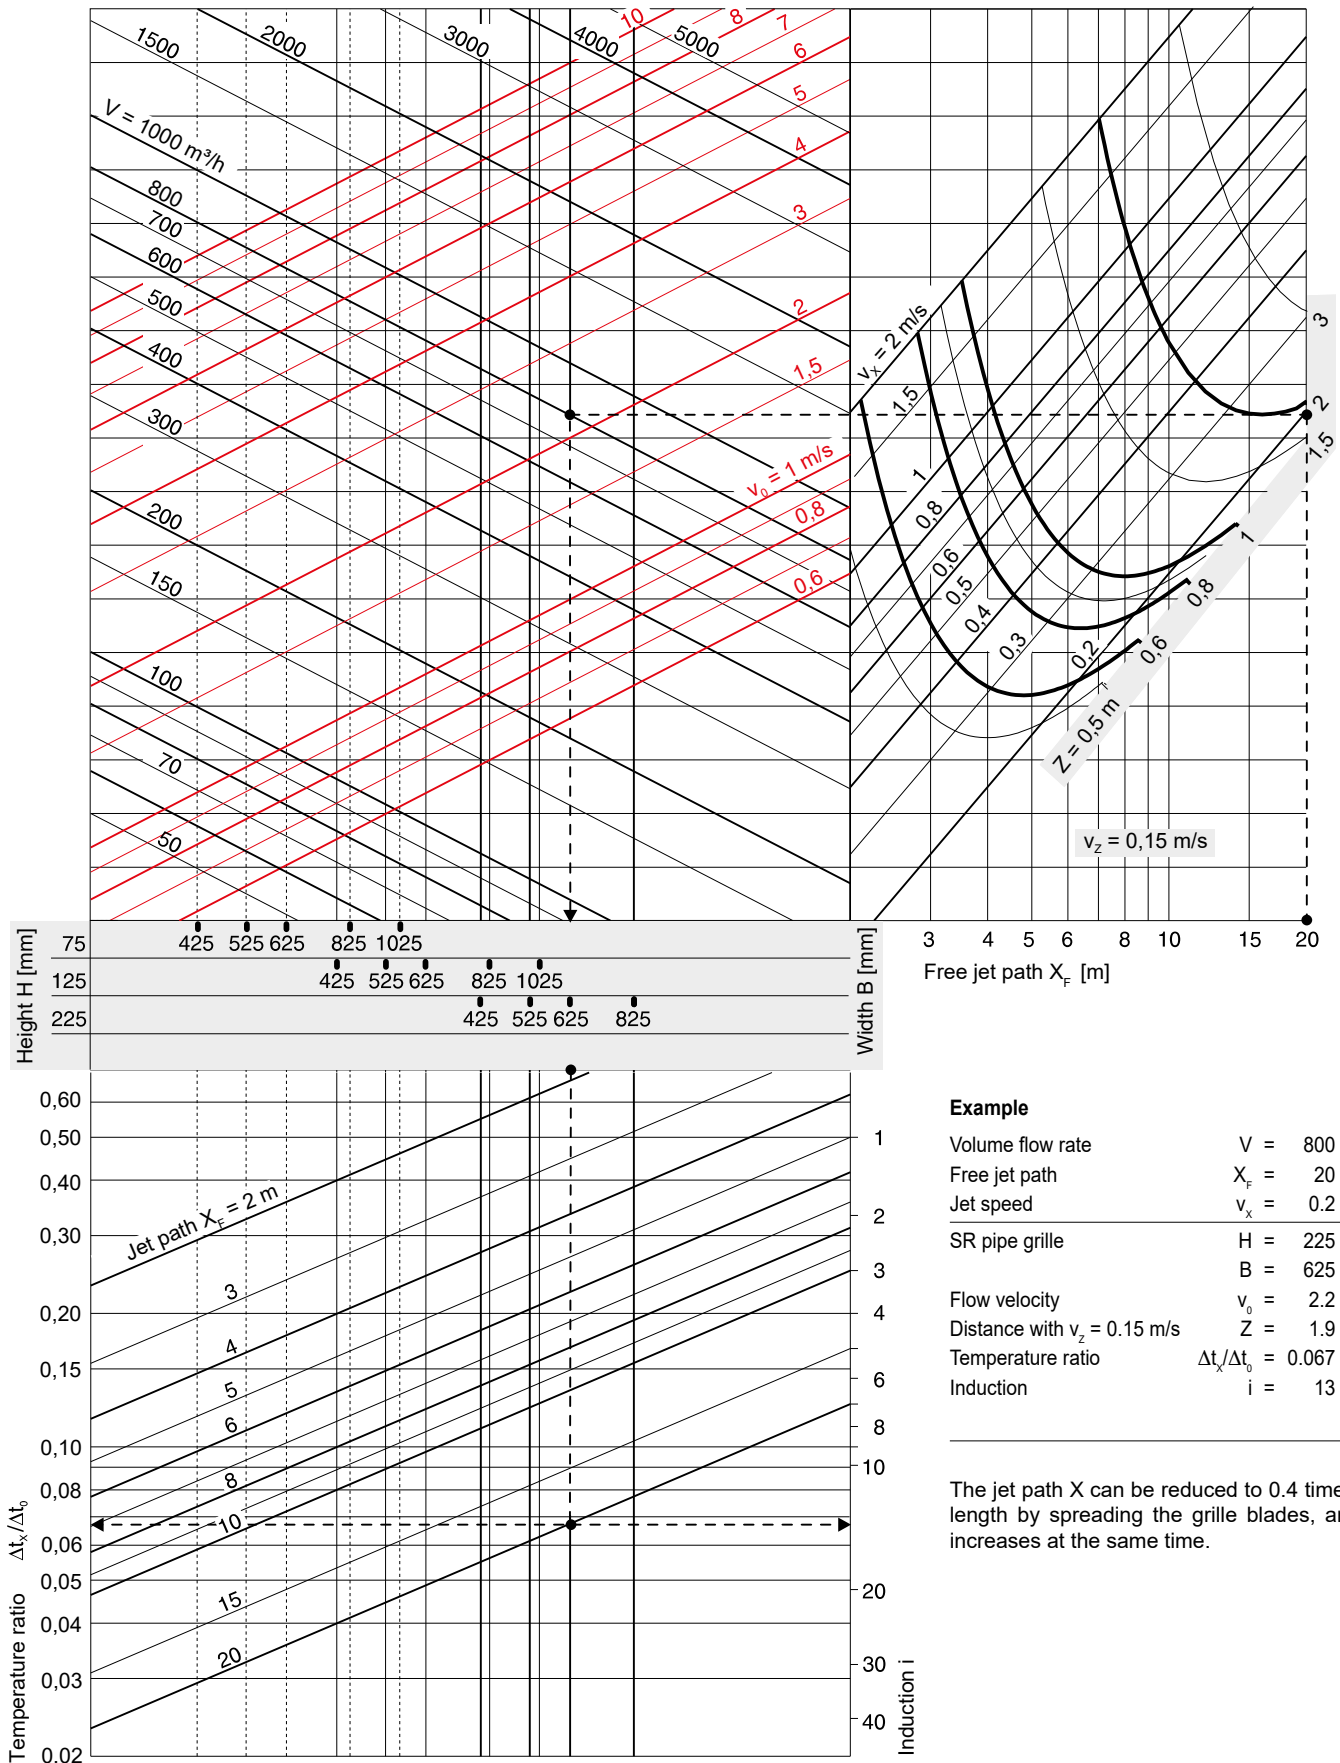 10
8
7
6
5
4
3
2
1,5
v₀ = 1 m/s
0,8
0,6
1500
2000
3000
4000
5000
V = 1000 m³/h
800
700
600
500
400
300
200
150
100
70
50
vₓ = 2 m/s
1,5
1
0,8
0,6
0,5
0,4
0,3
0,2
3
2
1,5
1
0,8
0,6
Z = 0,5 m
v_Z = 0,15 m/s
3 4 5 6 8 10 15 20
Free jet path X_F [m]
Height H [mm]
75 425 525 625 825 1025
125 425 525 625 825 1025
225 425 525 625 825
Width B [mm]
0,60
0,50
0,40
0,30
0,20
0,15
0,10
0,08
0,06
0,05
0,04
0,03
0.02
Temperature ratio Δtₓ/Δt₀
Jet path X_F = 2 m
3
4
5
6
8
10
15
20
1
2
3
4
6
8
10
20
30
40
Induction i
Example
Volume flow rate V = 800
Free jet path X_F = 20
Jet speed vₓ = 0.2
SR pipe grille H = 225
B = 625
Flow velocity v₀ = 2.2
Distance with v_z = 0.15 m/s Z = 1.9
Temperature ratio Δtₓ/Δt₀ = 0.067
Induction i = 13
The jet path X can be reduced to 0.4 time
length by spreading the grille blades, a
increases at the same time.